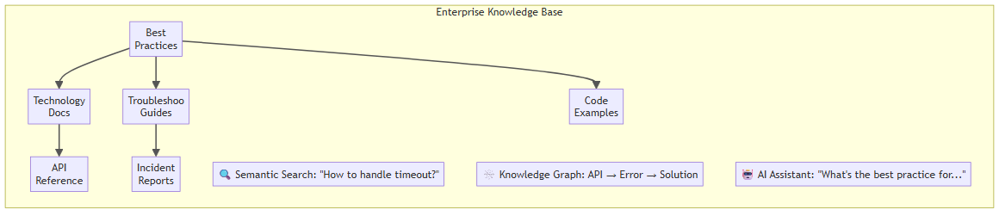 Enterprise Knowledge Base
Best
Practices
Technology
Docs
Troubleshoo
Guides
Code
Examples
API
Reference
Incident
Reports
🔍 Semantic Search: "How to handle timeout?"
🕸 Knowledge Graph: API → Error → Solution
🤖 AI Assistant: "What's the best practice for..."